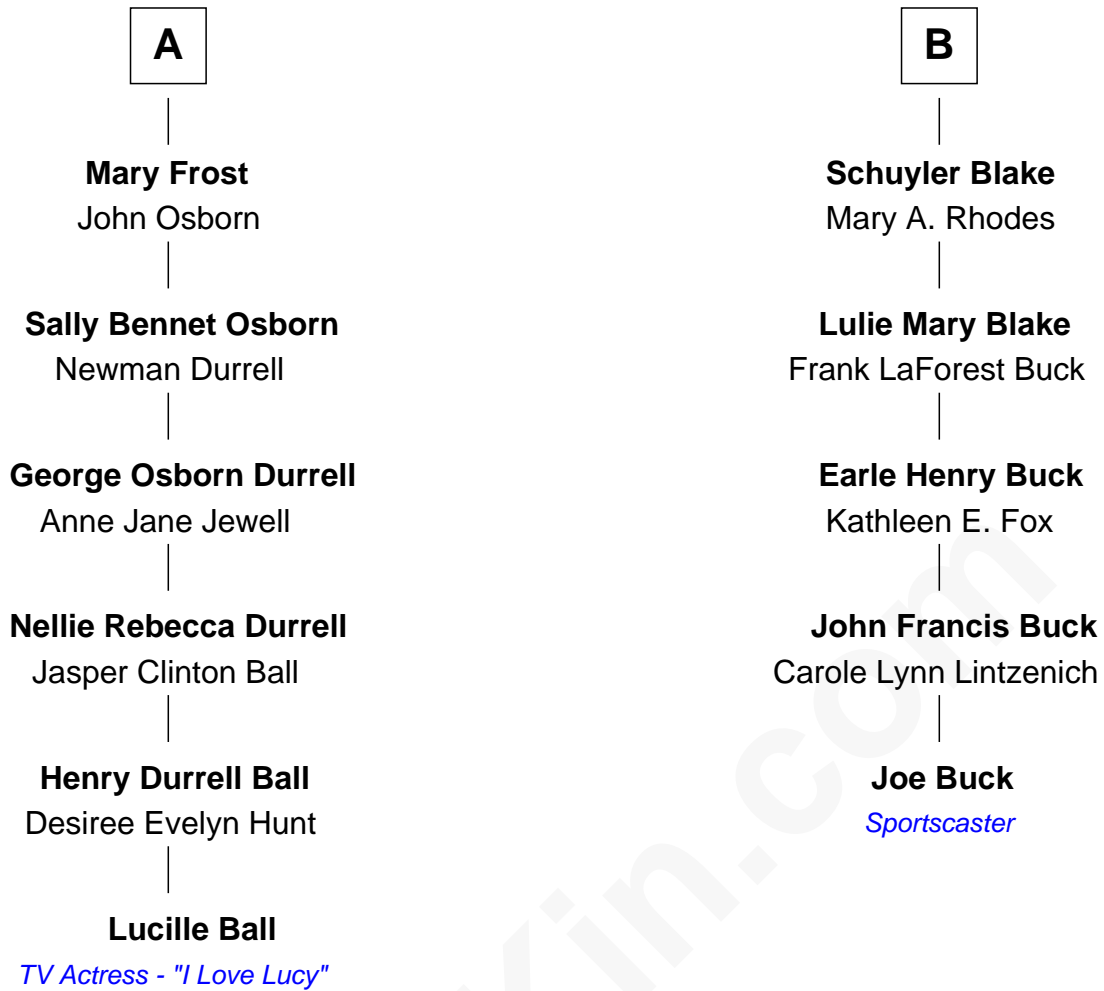 A
Mary Frost
John Osborn
Sally Bennet Osborn
Newman Durrell
George Osborn Durrell
Anne Jane Jewell
Nellie Rebecca Durrell
Jasper Clinton Ball
Henry Durrell Ball
Desiree Evelyn Hunt
Lucille Ball
TV Actress - "I Love Lucy"
B
Schuyler Blake
Mary A. Rhodes
Lulie Mary Blake
Frank LaForest Buck
Earle Henry Buck
Kathleen E. Fox
John Francis Buck
Carole Lynn Lintzenich
Joe Buck
Sportscaster
Kin.com